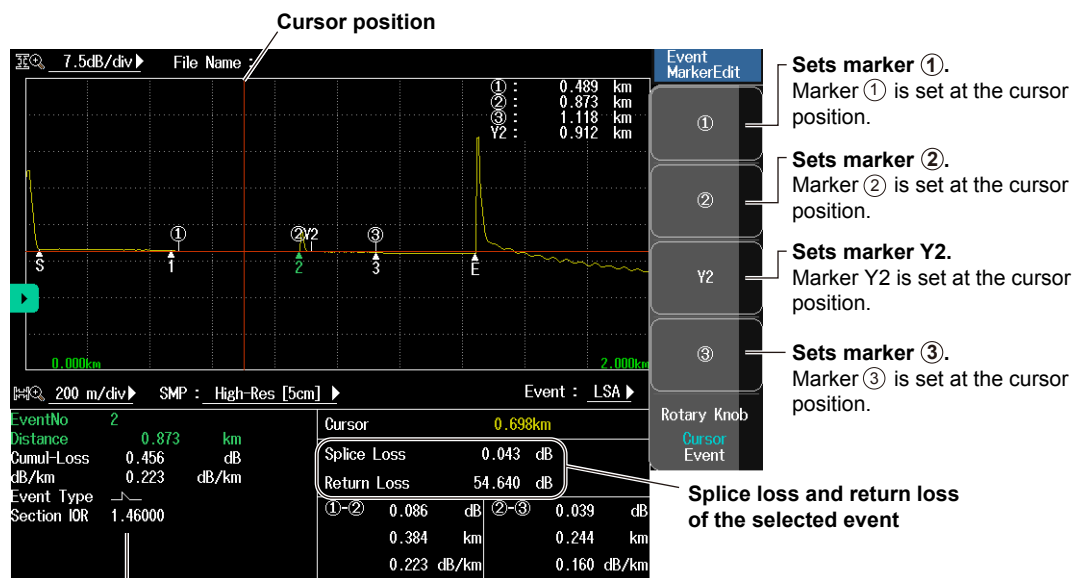 Cursor position
7.5dB/div
File Name :
① : 0.489 km
② : 0.873 km
③ : 1.118 km
Y2 : 0.912 km
① ②Y2 ③
S 1 2 3 E
0.000km 2.000km
200 m/div SMP : High-Res [5cm] Event : LSA
EventNo 2
Distance 0.873 km
Cumul-Loss 0.456 dB
dB/km 0.223 dB/km
Event Type
Section IOR 1.46000
Cursor 0.698km
Splice Loss 0.043 dB
Return Loss 54.640 dB
①-② 0.086 dB ②-③ 0.039 dB
0.384 km 0.244 km
0.223 dB/km 0.160 dB/km
Event
MarkerEdit
①
②
Y2
③
Rotary Knob
Cursor
Event
Sets marker ①.
Marker ① is set at the cursor
position.
Sets marker ②.
Marker ② is set at the cursor
position.
Sets marker Y2.
Marker Y2 is set at the cursor
position.
Sets marker ③.
Marker ③ is set at the cursor
position.
Splice loss and return loss
of the selected event